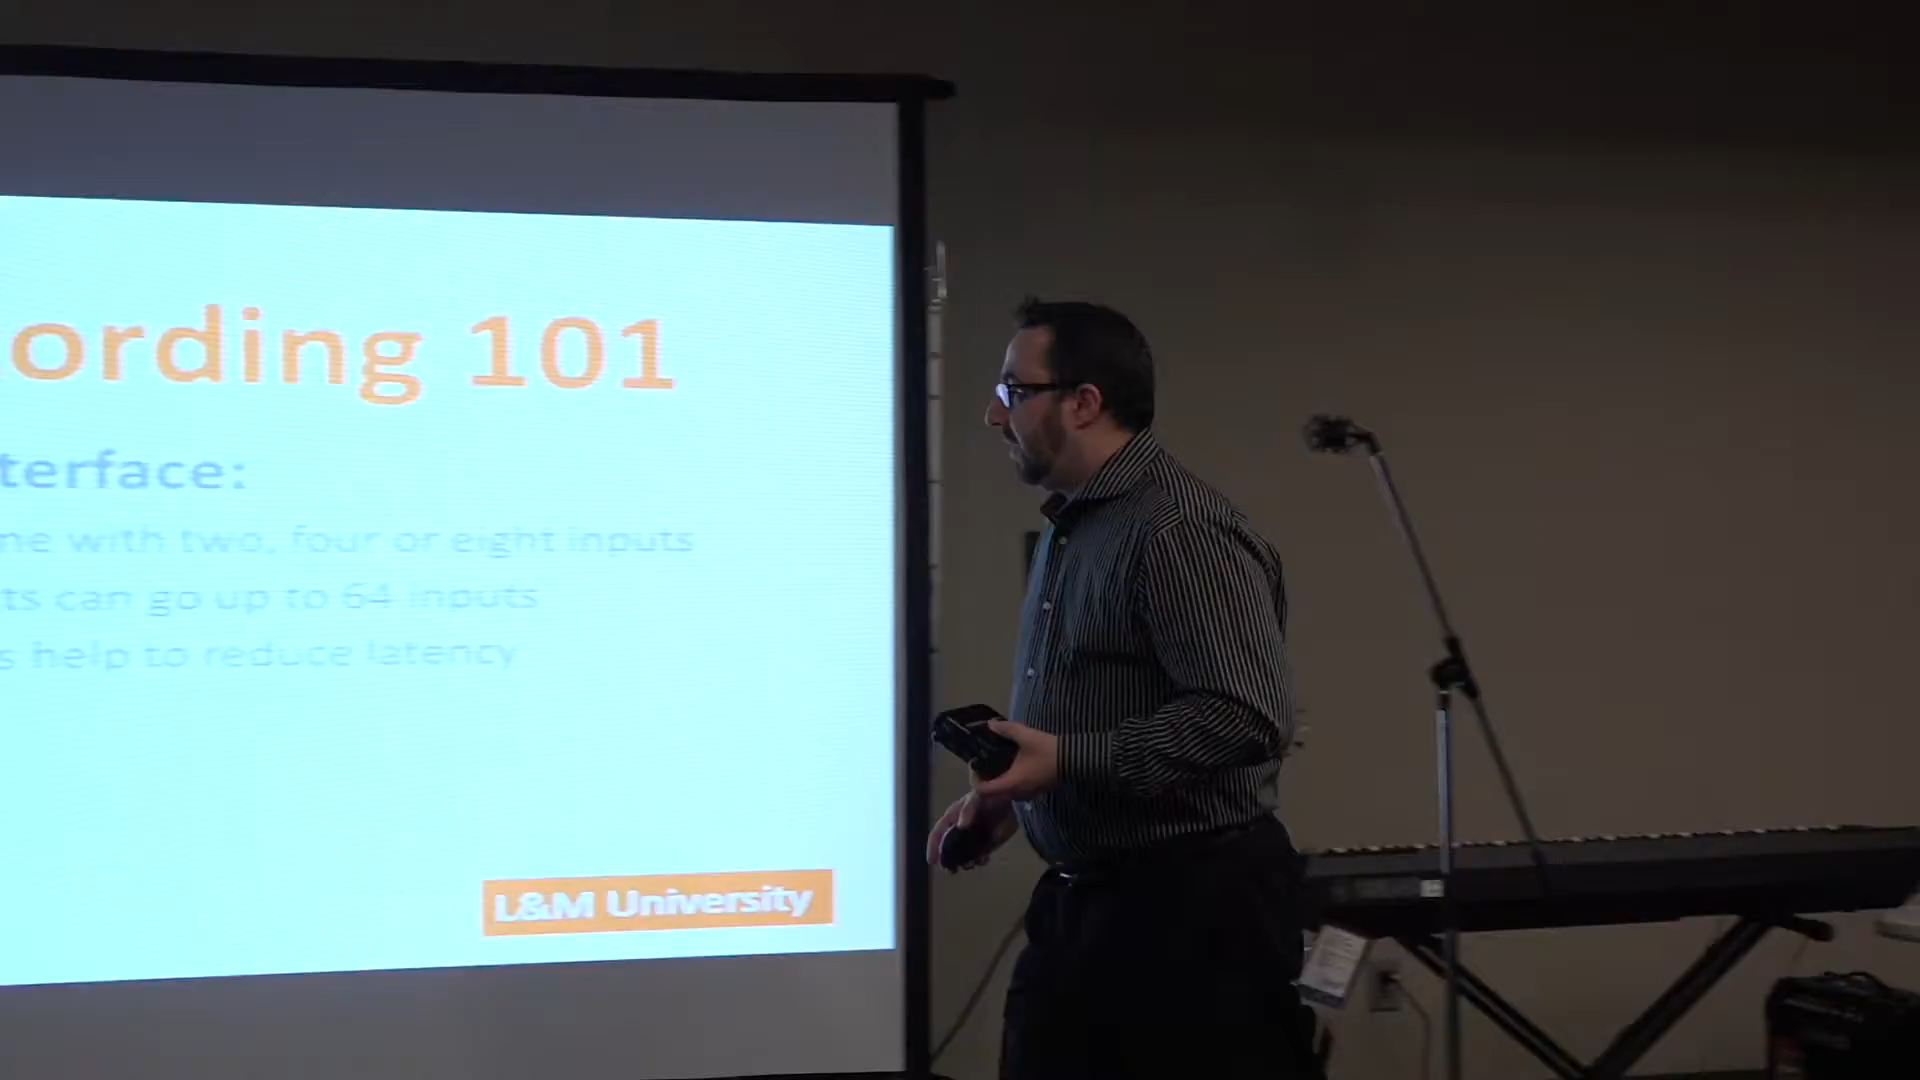 ording 101
terface:
me with two, four or eight inputs
ts can go up to 64 inputs
s help to reduce latency
L&M University